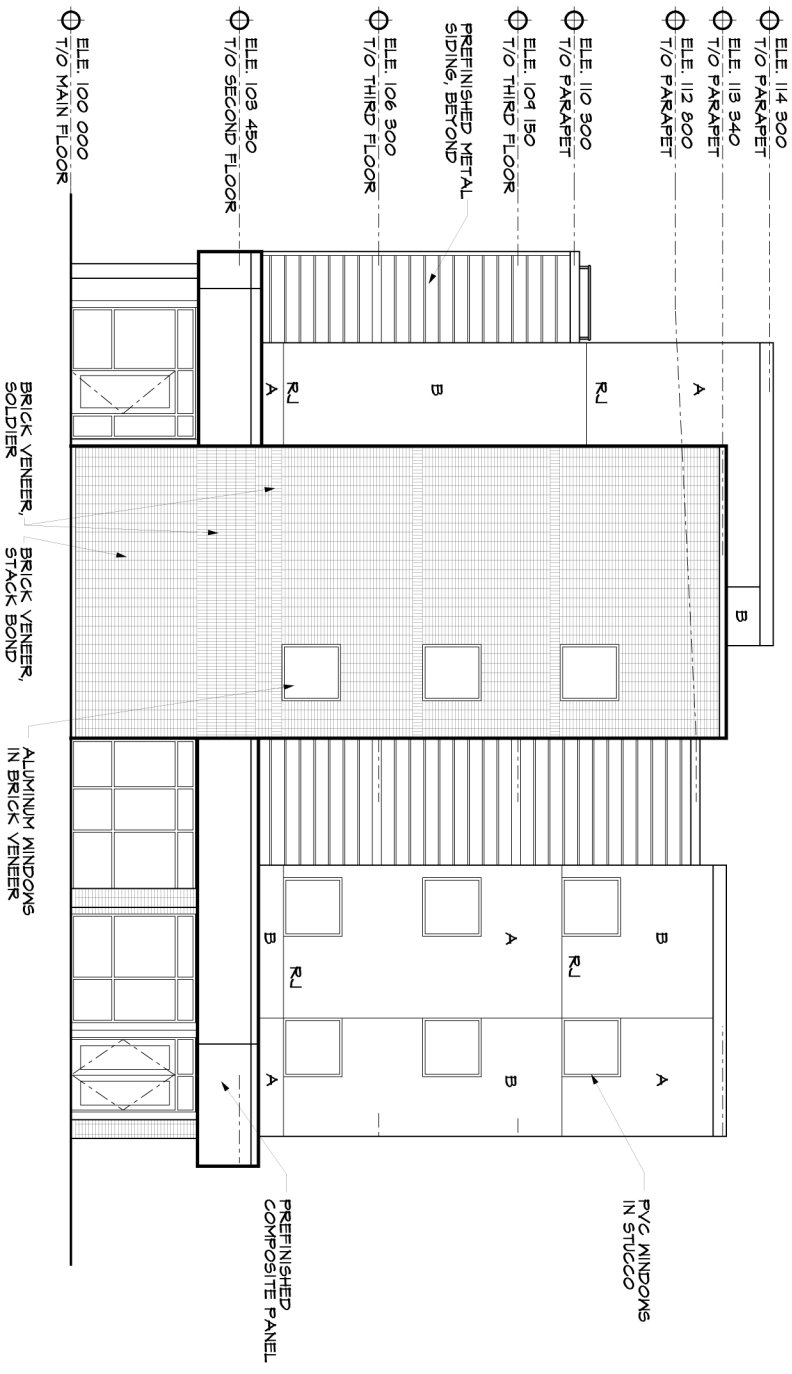 ELE. 114 300
T/O PARAPET
ELE. 113 340
T/O PARAPET
ELE. 112 800
T/O PARAPET
ELE. 110 300
T/O PARAPET
ELE. 109 150
T/O THIRD FLOOR
ELE. 106 300
T/O THIRD FLOOR
ELE. 103 450
T/O SECOND FLOOR
ELE. 100 000
T/O MAIN FLOOR
PREFINISHED METAL
SIDING, BEYOND
A
RJ
B
RJ
A
B
B
A
RJ
RJ
A
B
B
A
PVC WINDOWS
IN STUCCO
PREFINISHED
COMPOSITE PANEL
BRICK VENEER,
SOLDIER
BRICK VENEER,
STACK BOND
ALUMINUM WINDOWS
IN BRICK VENEER